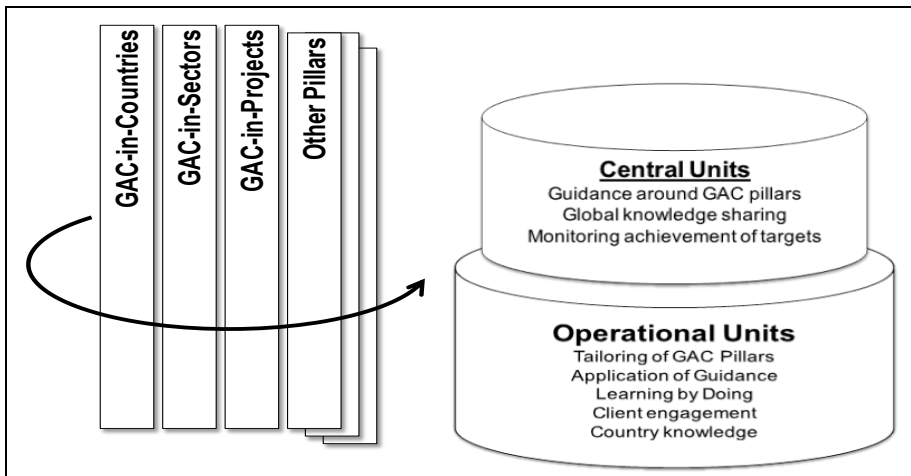 GAC-in-Countries
GAC-in-Sectors
GAC-in-Projects
Other Pillars
Central Units
Guidance around GAC pillars
Global knowledge sharing
Monitoring achievement of targets
Operational Units
Tailoring of GAC Pillars
Application of Guidance
Learning by Doing
Client engagement
Country knowledge